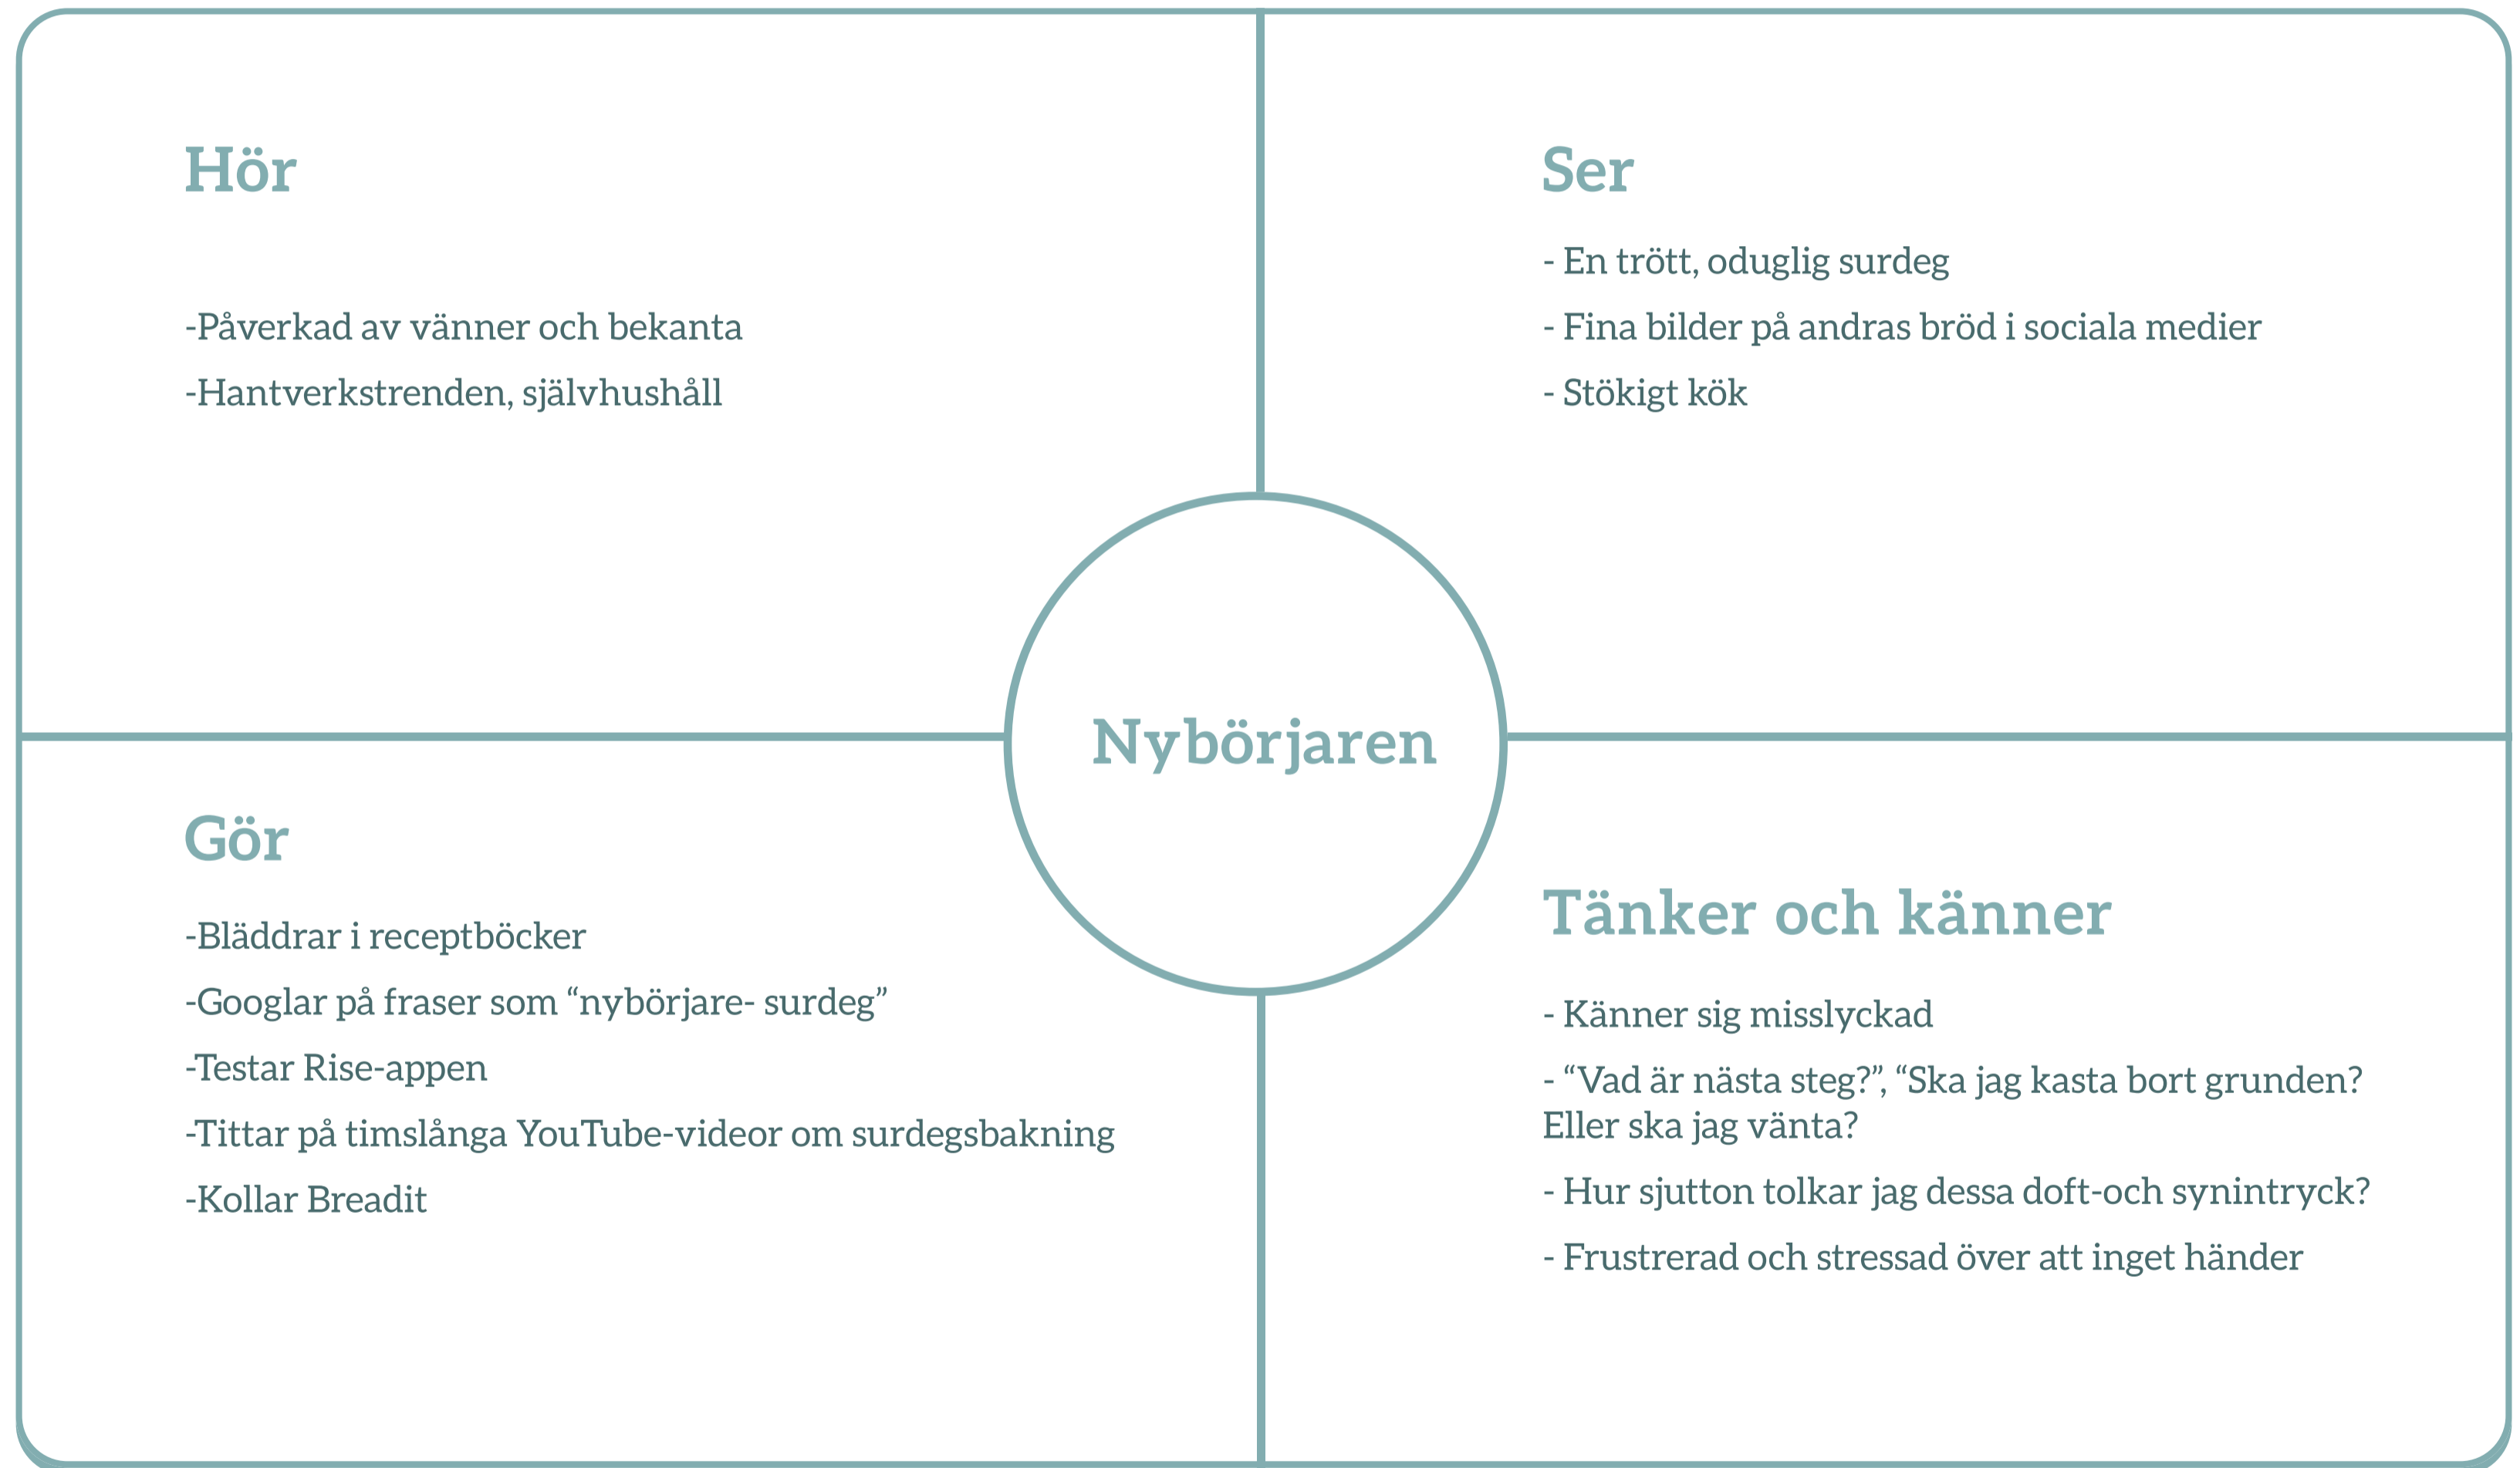 Hör
-Påverkad av vänner och bekanta
-Hantverkstrenden, självhushåll
Ser
- En trött, oduglig surdeg
- Fina bilder på andras bröd i sociala medier
- Stökigt kök
Nybörjaren
Gör
-Bläddrar i receptböcker
-Googlar på fraser som “nybörjare- surdeg”
-Testar Rise-appen
-Tittar på timslånga YouTube-videor om surdegsbakning
-Kollar Breadit
Tänker och känner
- Känner sig misslyckad
- “Vad är nästa steg?”, “Ska jag kasta bort grunden?
Eller ska jag vänta?
- Hur sjutton tolkar jag dessa doft-och synintryck?
- Frustrerad och stressad över att inget händer